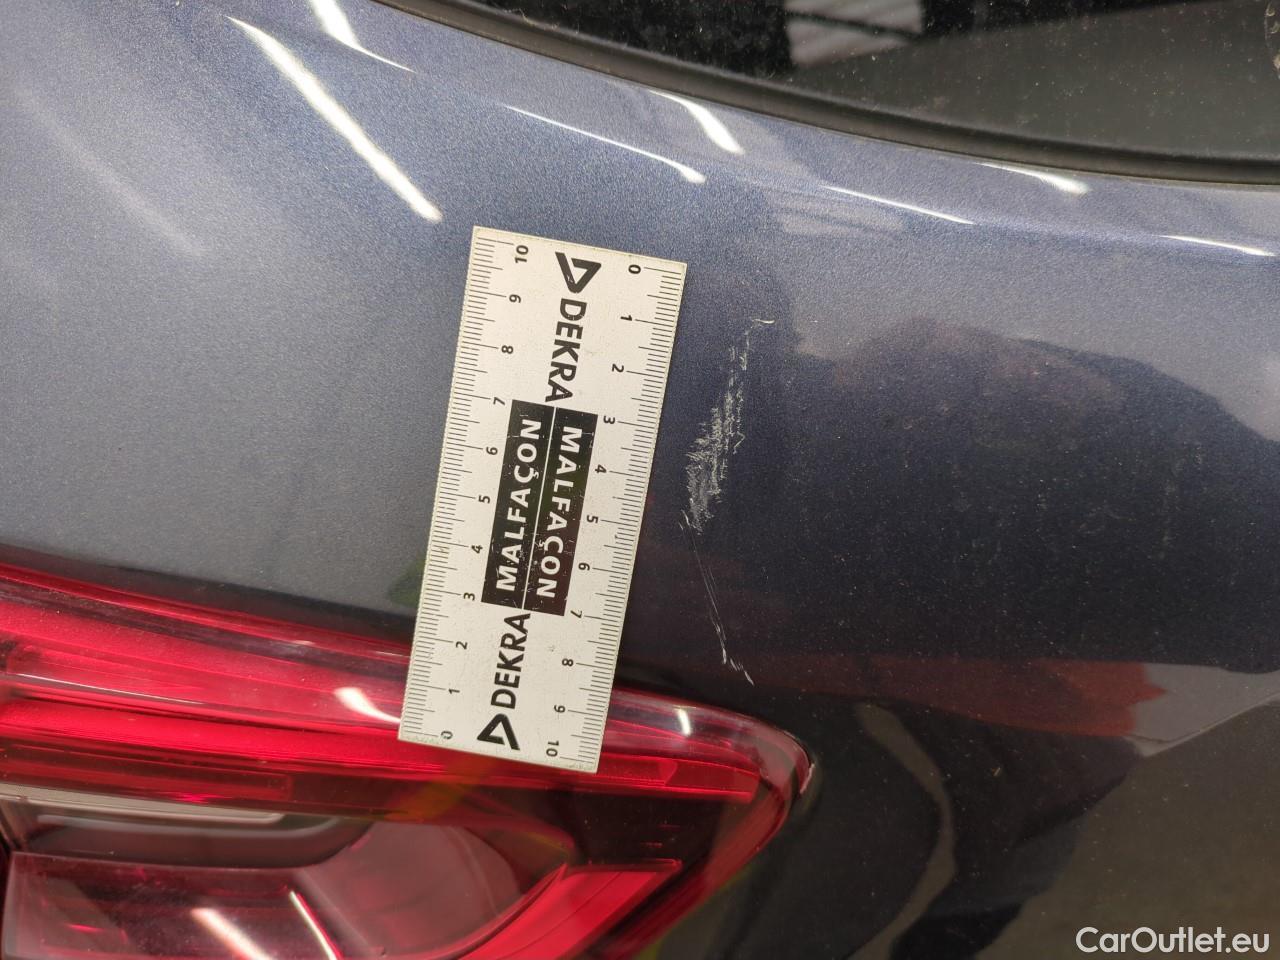 0 1 2 3 4 5 6 7 8 9 10
DEKRA MALFAÇON
MALFAÇON DEKRA
10 9 8 7 6 5 4 3 2 1 0
CarOutlet.eu